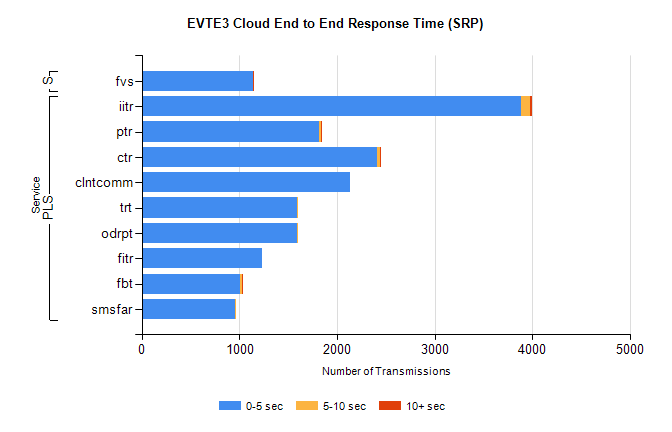 EVTE3 Cloud End to End Response Time (SRP)
S
fvs
iitr
ptr
ctr
clntcomm
trt
odrpt
fitr
fbt
smsfar
PLS
Service
0 1000 2000 3000 4000 5000
Number of Transmissions
0-5 sec 5-10 sec 10+ sec